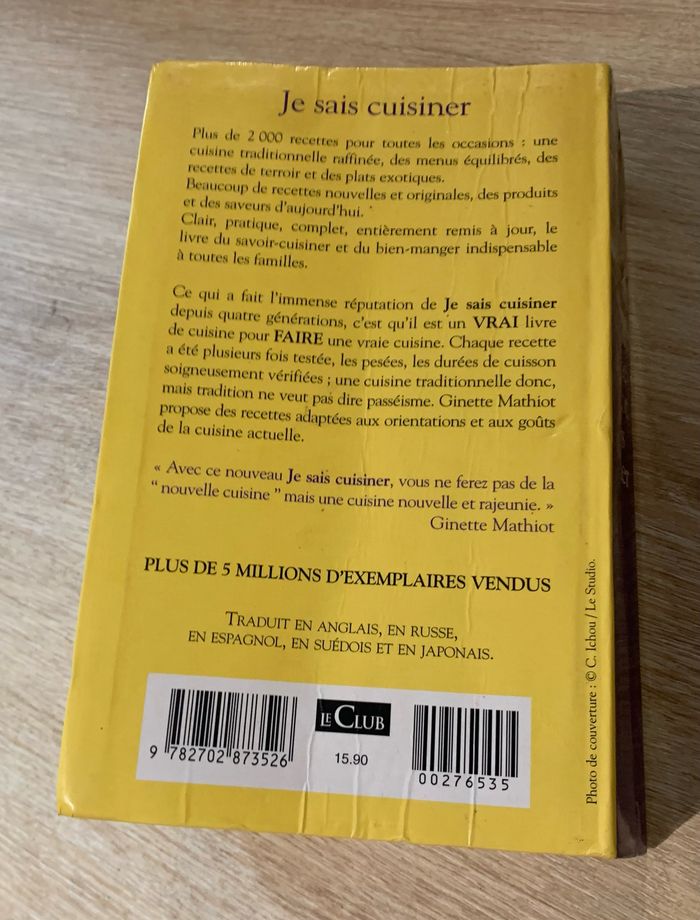 Je sais cuisiner
Plus de 2 000 recettes pour toutes les occasions : une
cuisine traditionnelle raffinée, des menus équilibrés, des
recettes de terroir et des plats exotiques.
Beaucoup de recettes nouvelles et originales, des produits
et des saveurs d'aujourd'hui.
Clair, pratique, complet, entièrement remis à jour, le
livre du savoir-cuisiner et du bien-manger indispensable
à toutes les familles.
Ce qui a fait l'immense réputation de Je sais cuisiner
depuis quatre générations, c'est qu'il est un VRAI livre
de cuisine pour FAIRE une vraie cuisine. Chaque recette
a été plusieurs fois testée, les pesées, les durées de cuisson
soigneusement vérifiées ; une cuisine traditionnelle donc,
mais tradition ne veut pas dire passéisme. Ginette Mathiot
propose des recettes adaptées aux orientations et aux goûts
de la cuisine actuelle.
« Avec ce nouveau Je sais cuisiner, vous ne ferez pas de la
“ nouvelle cuisine ” mais une cuisine nouvelle et rajeunie. »
Ginette Mathiot
PLUS DE 5 MILLIONS D'EXEMPLAIRES VENDUS
TRADUIT EN ANGLAIS, EN RUSSE,
EN ESPAGNOL, EN SUÉDOIS ET EN JAPONAIS.
LE CLUB
15.90
9 782702 873526
00276535
Photo de couverture : © C. Ichou / Le Studio.